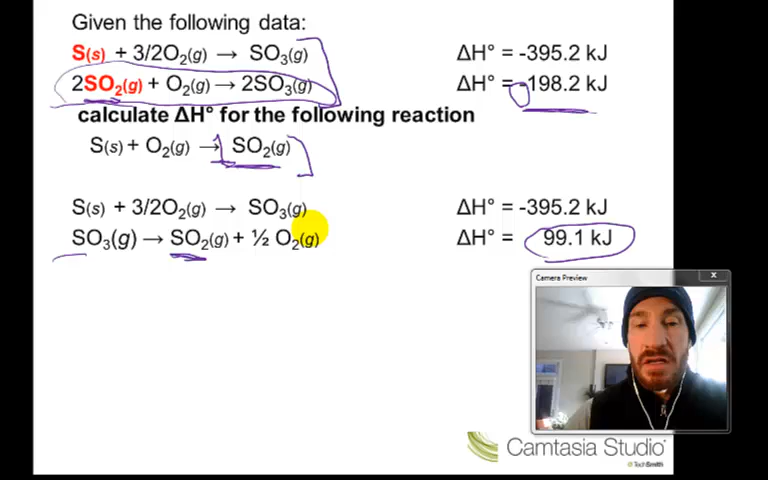 Given the following data:
S(s) + 3/2O₂(g) → SO₃(g) ΔH° = -395.2 kJ
2SO₂(g) + O₂(g) → 2SO₃(g) ΔH° = -198.2 kJ
calculate ΔH° for the following reaction
S(s) + O₂(g) → SO₂(g)
S(s) + 3/2O₂(g) → SO₃(g) ΔH° = -395.2 kJ
SO₃(g) → SO₂(g) + ½ O₂(g) ΔH° = 99.1 kJ
Camera Preview X
Camtasia Studio
© TechSmith